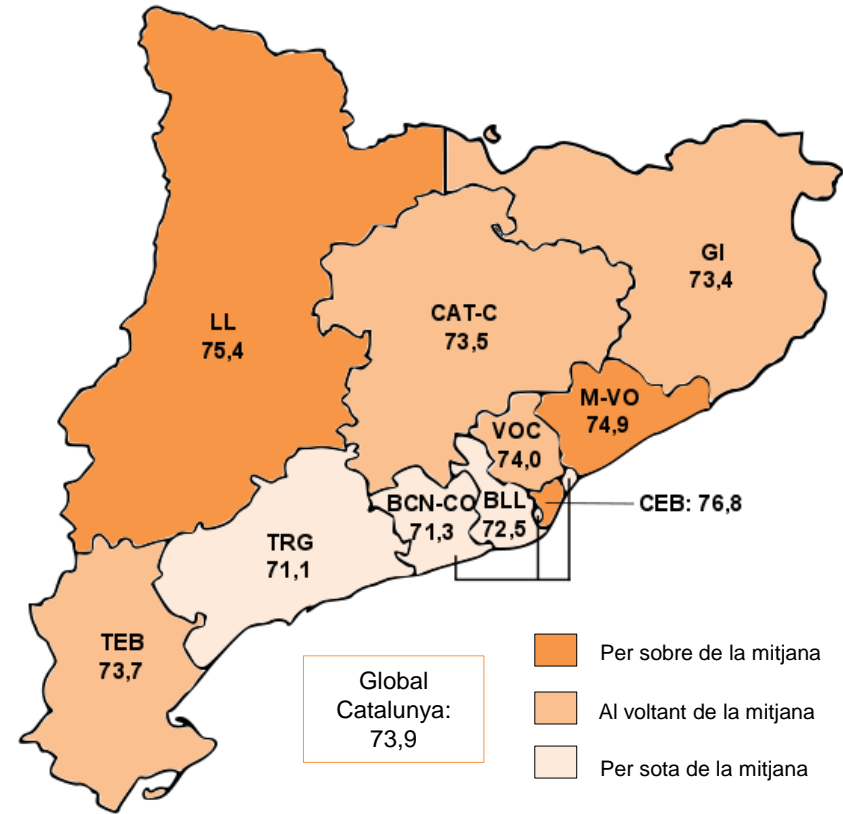 GI
73,4
LL
75,4
CAT-C
73,5
M-VO
74,9
VOC
74,0
CEB: 76,8
BCN-CO
71,3
BLL
72,5
TRG
71,1
TEB
73,7
Global
Catalunya:
73,9
Per sobre de la mitjana
Al voltant de la mitjana
Per sota de la mitjana